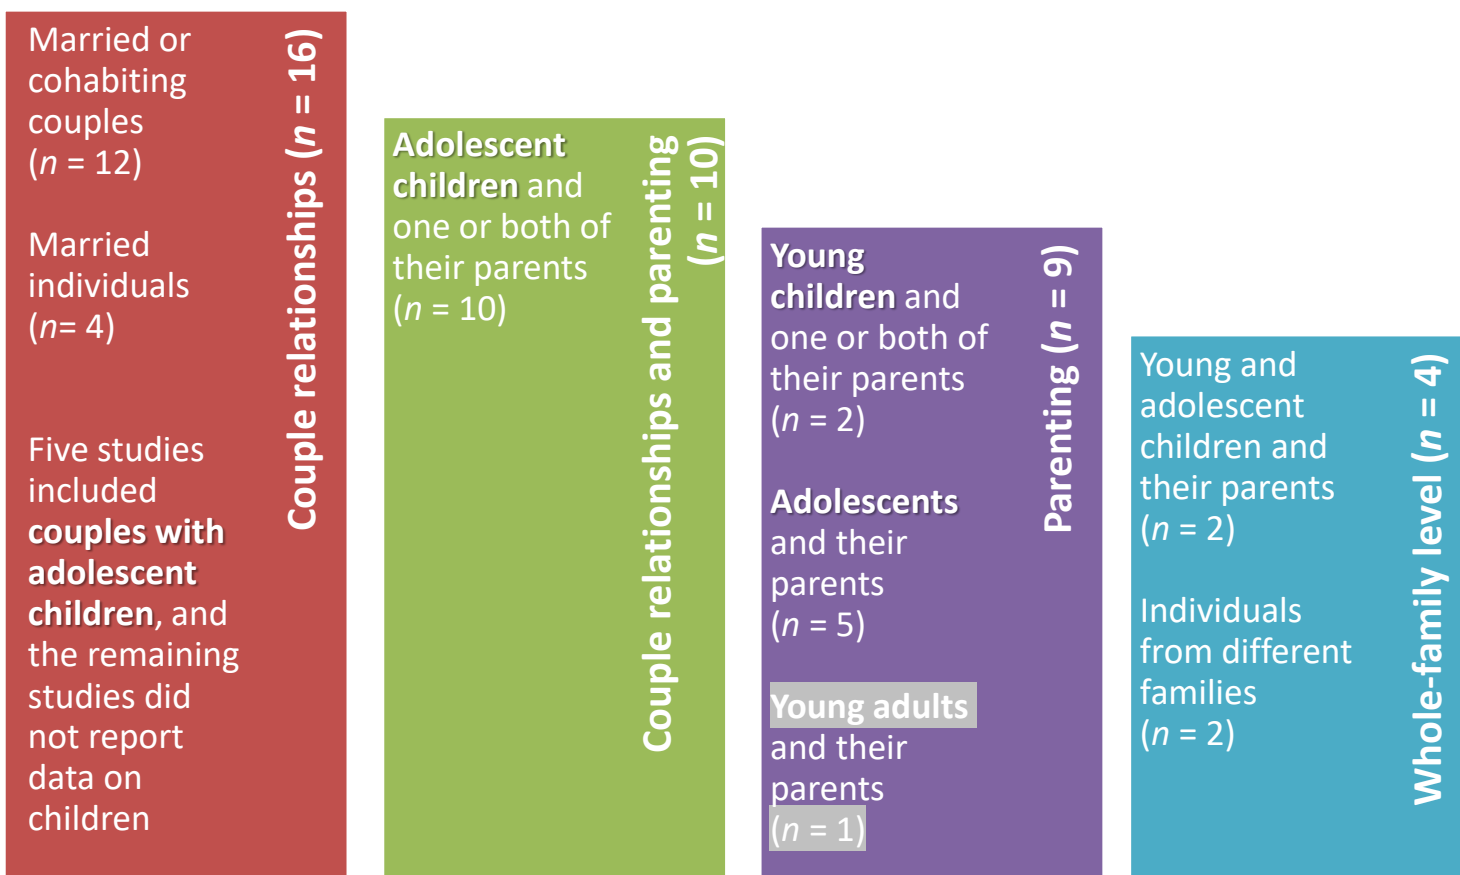 Married or
cohabiting
couples
(n = 12)
Married
individuals
(n= 4)
Five studies
included
couples with
adolescent
children, and
the remaining
studies did
not report
data on
children
Couple relationships (n = 16)
Adolescent
children and
one or both of
their parents
(n = 10)
Couple relationships and parenting
(n = 10)
Young
children and
one or both of
their parents
(n = 2)
Adolescents
and their
parents
(n = 5)
Young adults
and their
parents
(n = 1)
Parenting (n = 9)
Young and
adolescent
children and
their parents
(n = 2)
Individuals
from different
families
(n = 2)
Whole-family level (n = 4)